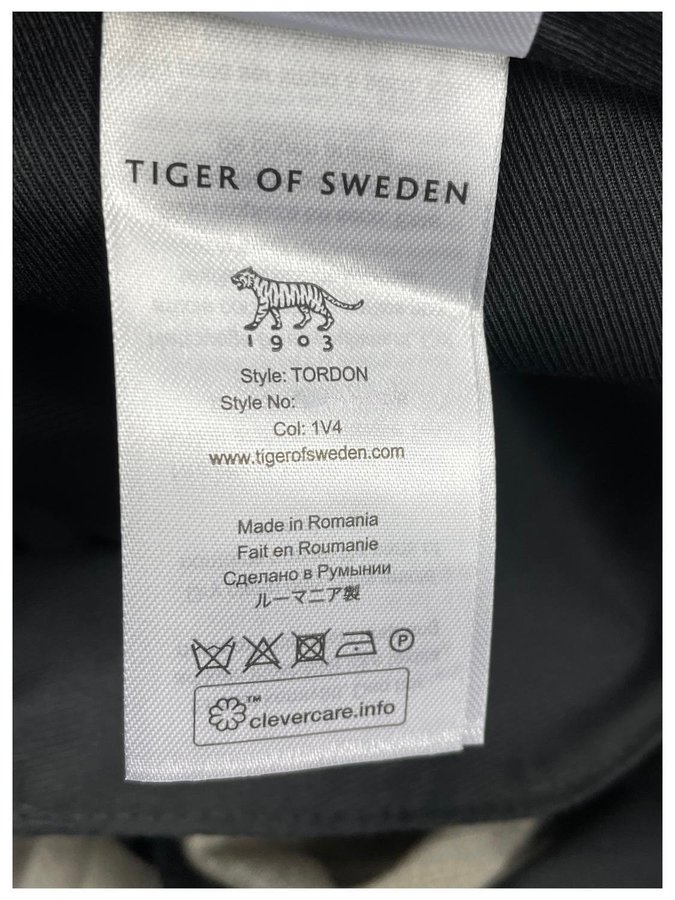 TIGER OF SWEDEN
1903
Style: TORDON
Style No:
Col: 1V4
www.tigerofsweden.com
Made in Romania
Fait en Roumanie
Сделано в Румынии
ルーマニア製
P
™
clevercare.info